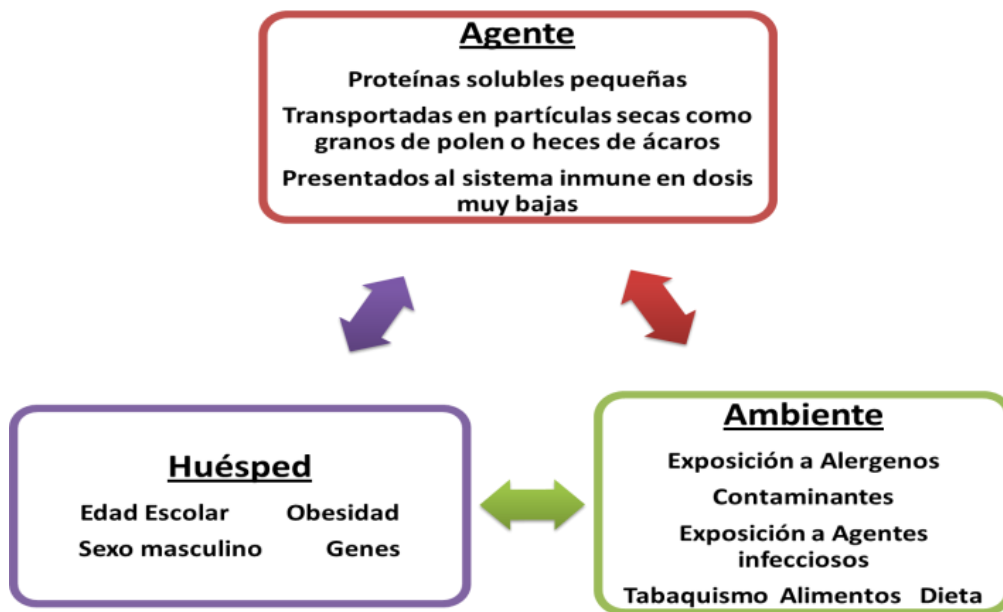 Agente
Proteínas solubles pequeñas
Transportadas en partículas secas como
granos de polen o heces de ácaros
Presentados al sistema inmune en dosis
muy bajas
Huésped
Edad Escolar Obesidad
Sexo masculino Genes
Ambiente
Exposición a Alergenos
Contaminantes
Exposición a Agentes
infecciosos
Tabaquismo Alimentos Dieta